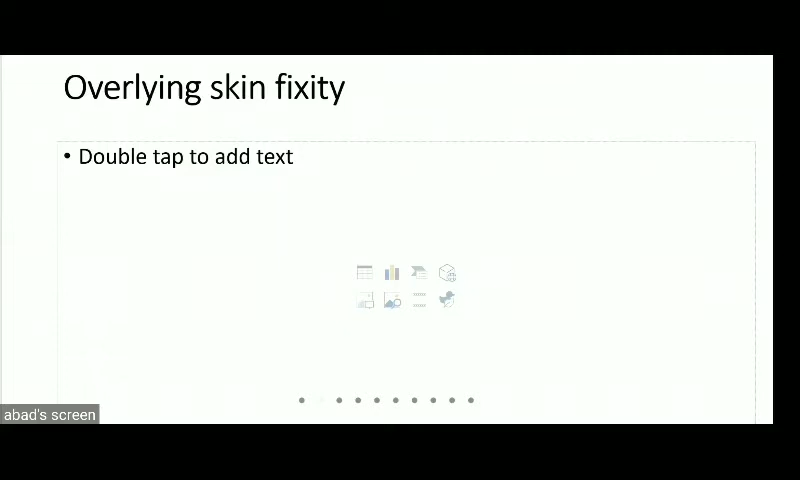 Overlying skin fixity
• Double tap to add text
abad's screen